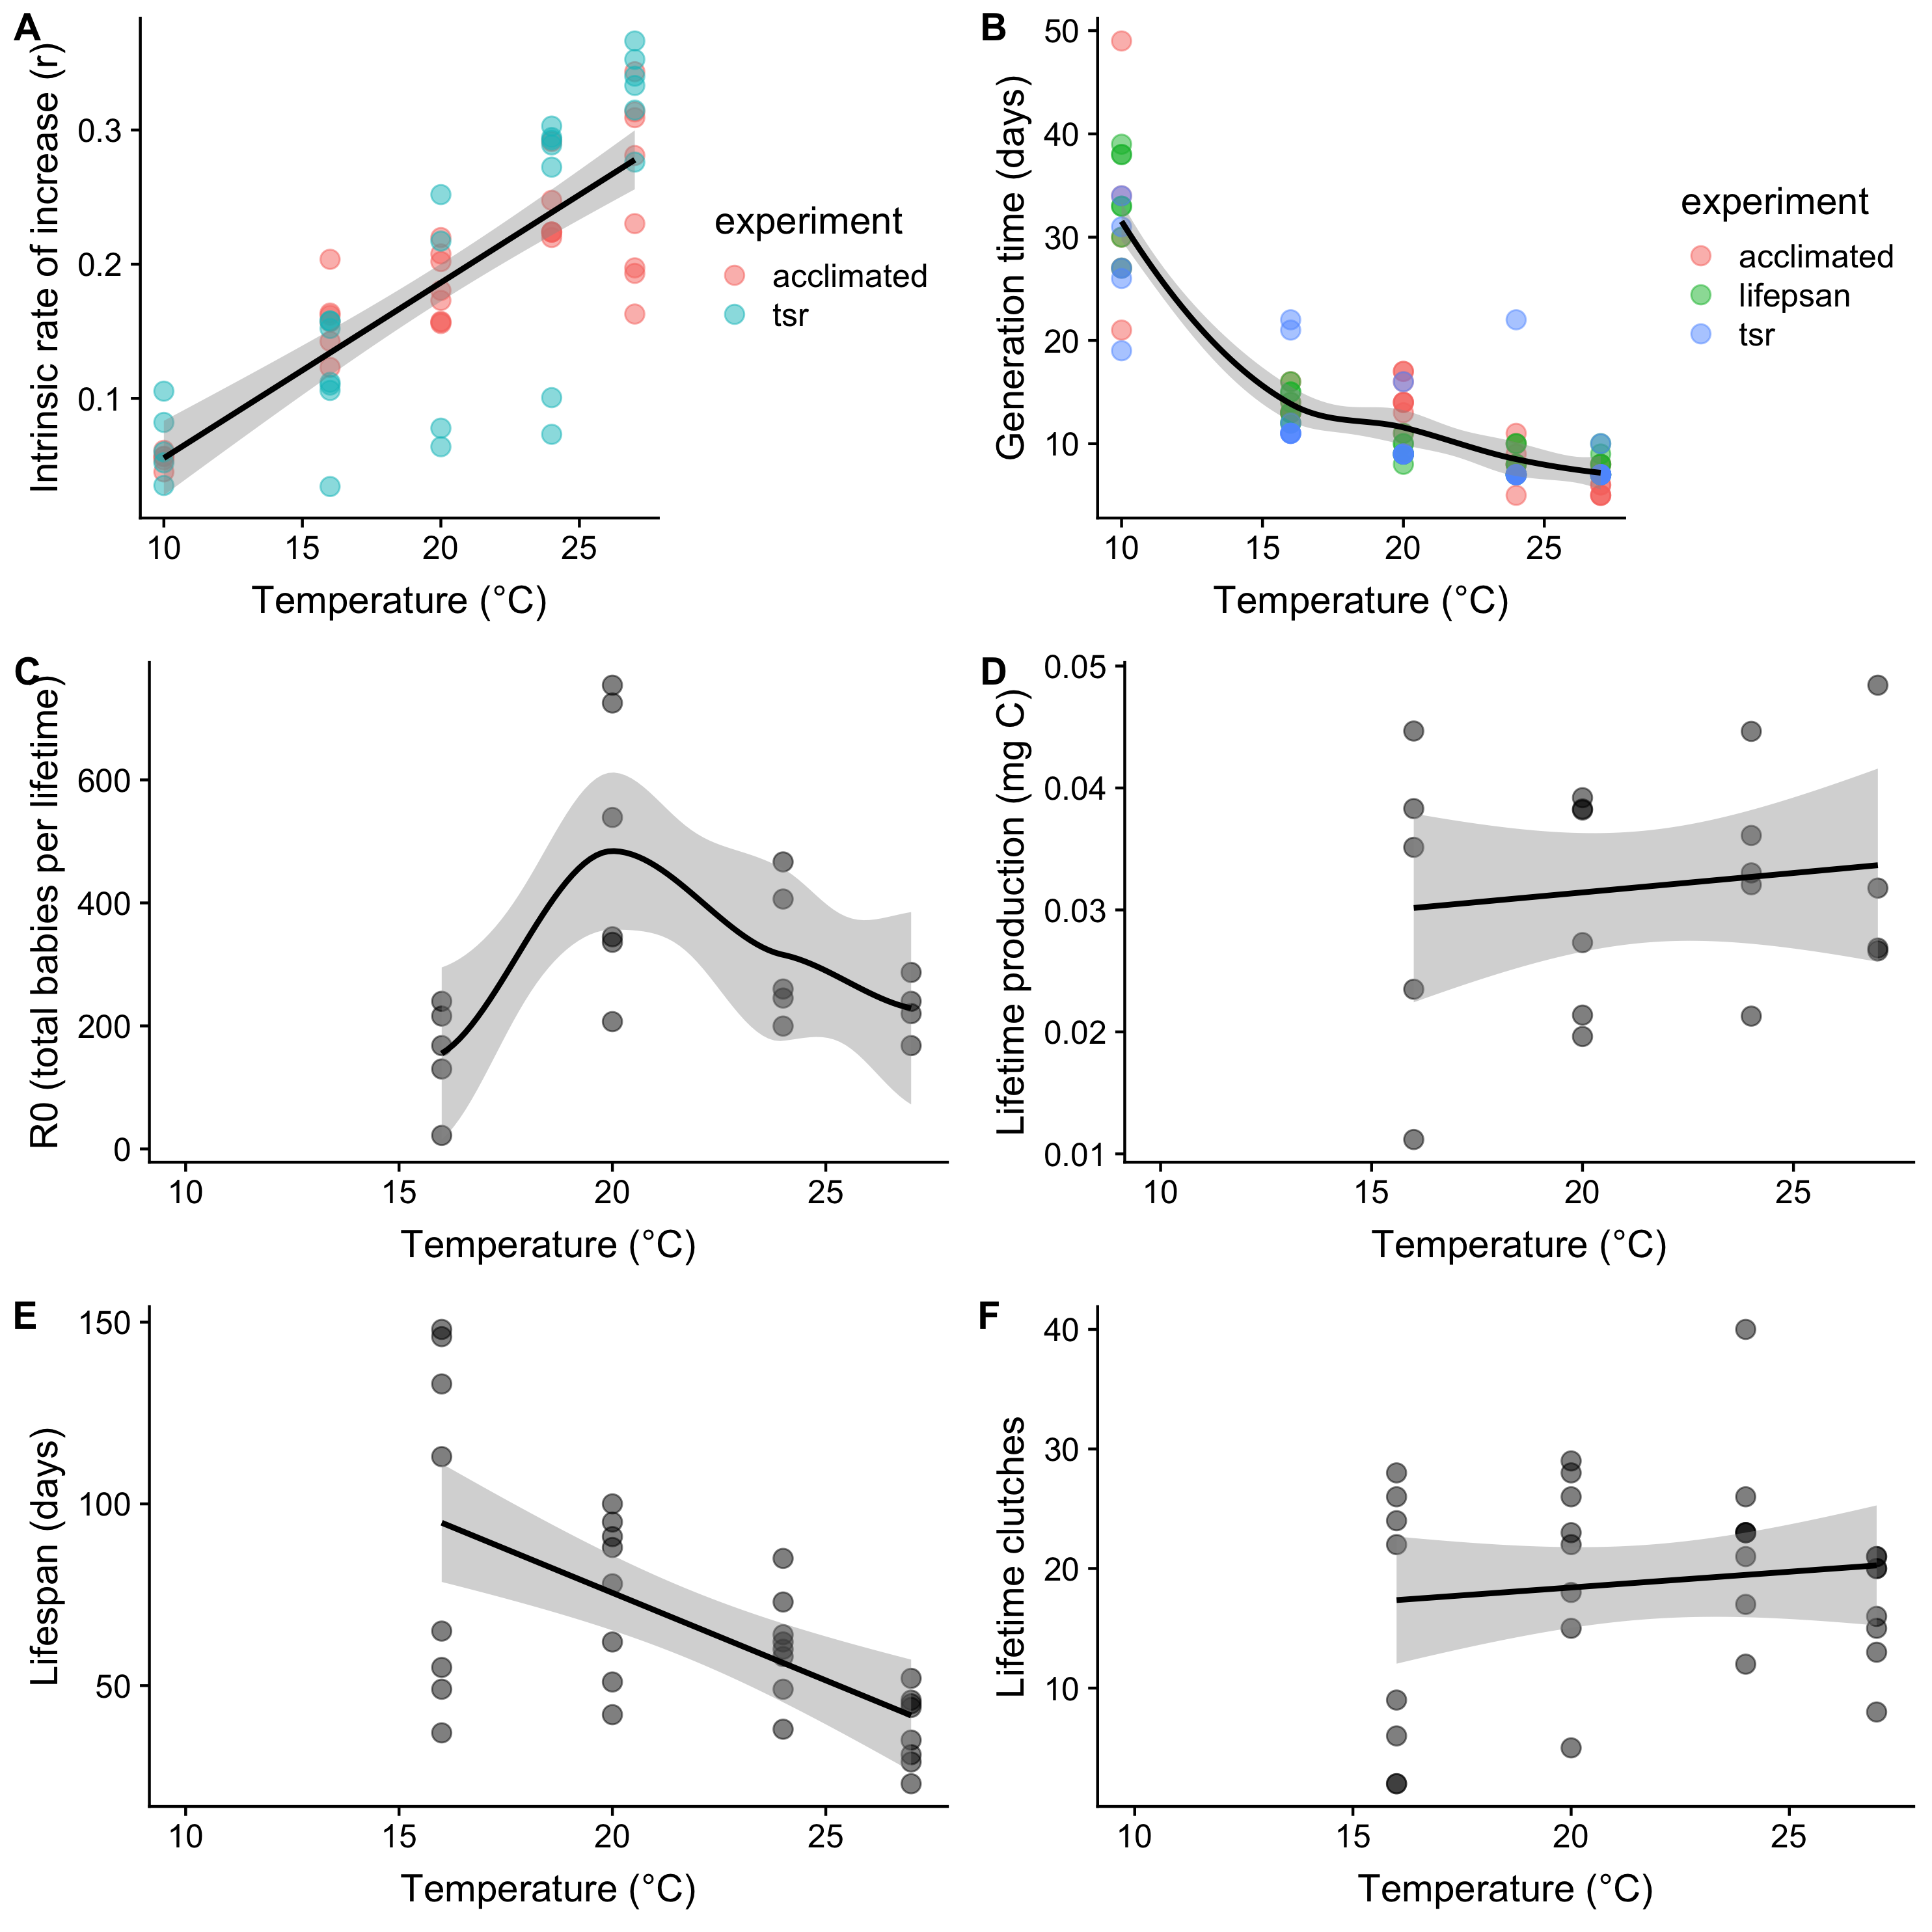 A
Intrinsic rate of increase (r)
0.3
0.2
0.1
10 15 20 25
Temperature (°C)
experiment
acclimated
tsr
B
Generation time (days)
50
40
30
20
10
10 15 20 25
Temperature (°C)
experiment
acclimated
lifepsan
tsr
C
R0 (total babies per lifetime)
600
400
200
0
10 15 20 25
Temperature (°C)
D
Lifetime production (mg C)
0.05
0.04
0.03
0.02
0.01
10 15 20 25
Temperature (°C)
E
Lifespan (days)
150
100
50
10 15 20 25
Temperature (°C)
F
Lifetime clutches
40
30
20
10
10 15 20 25
Temperature (°C)